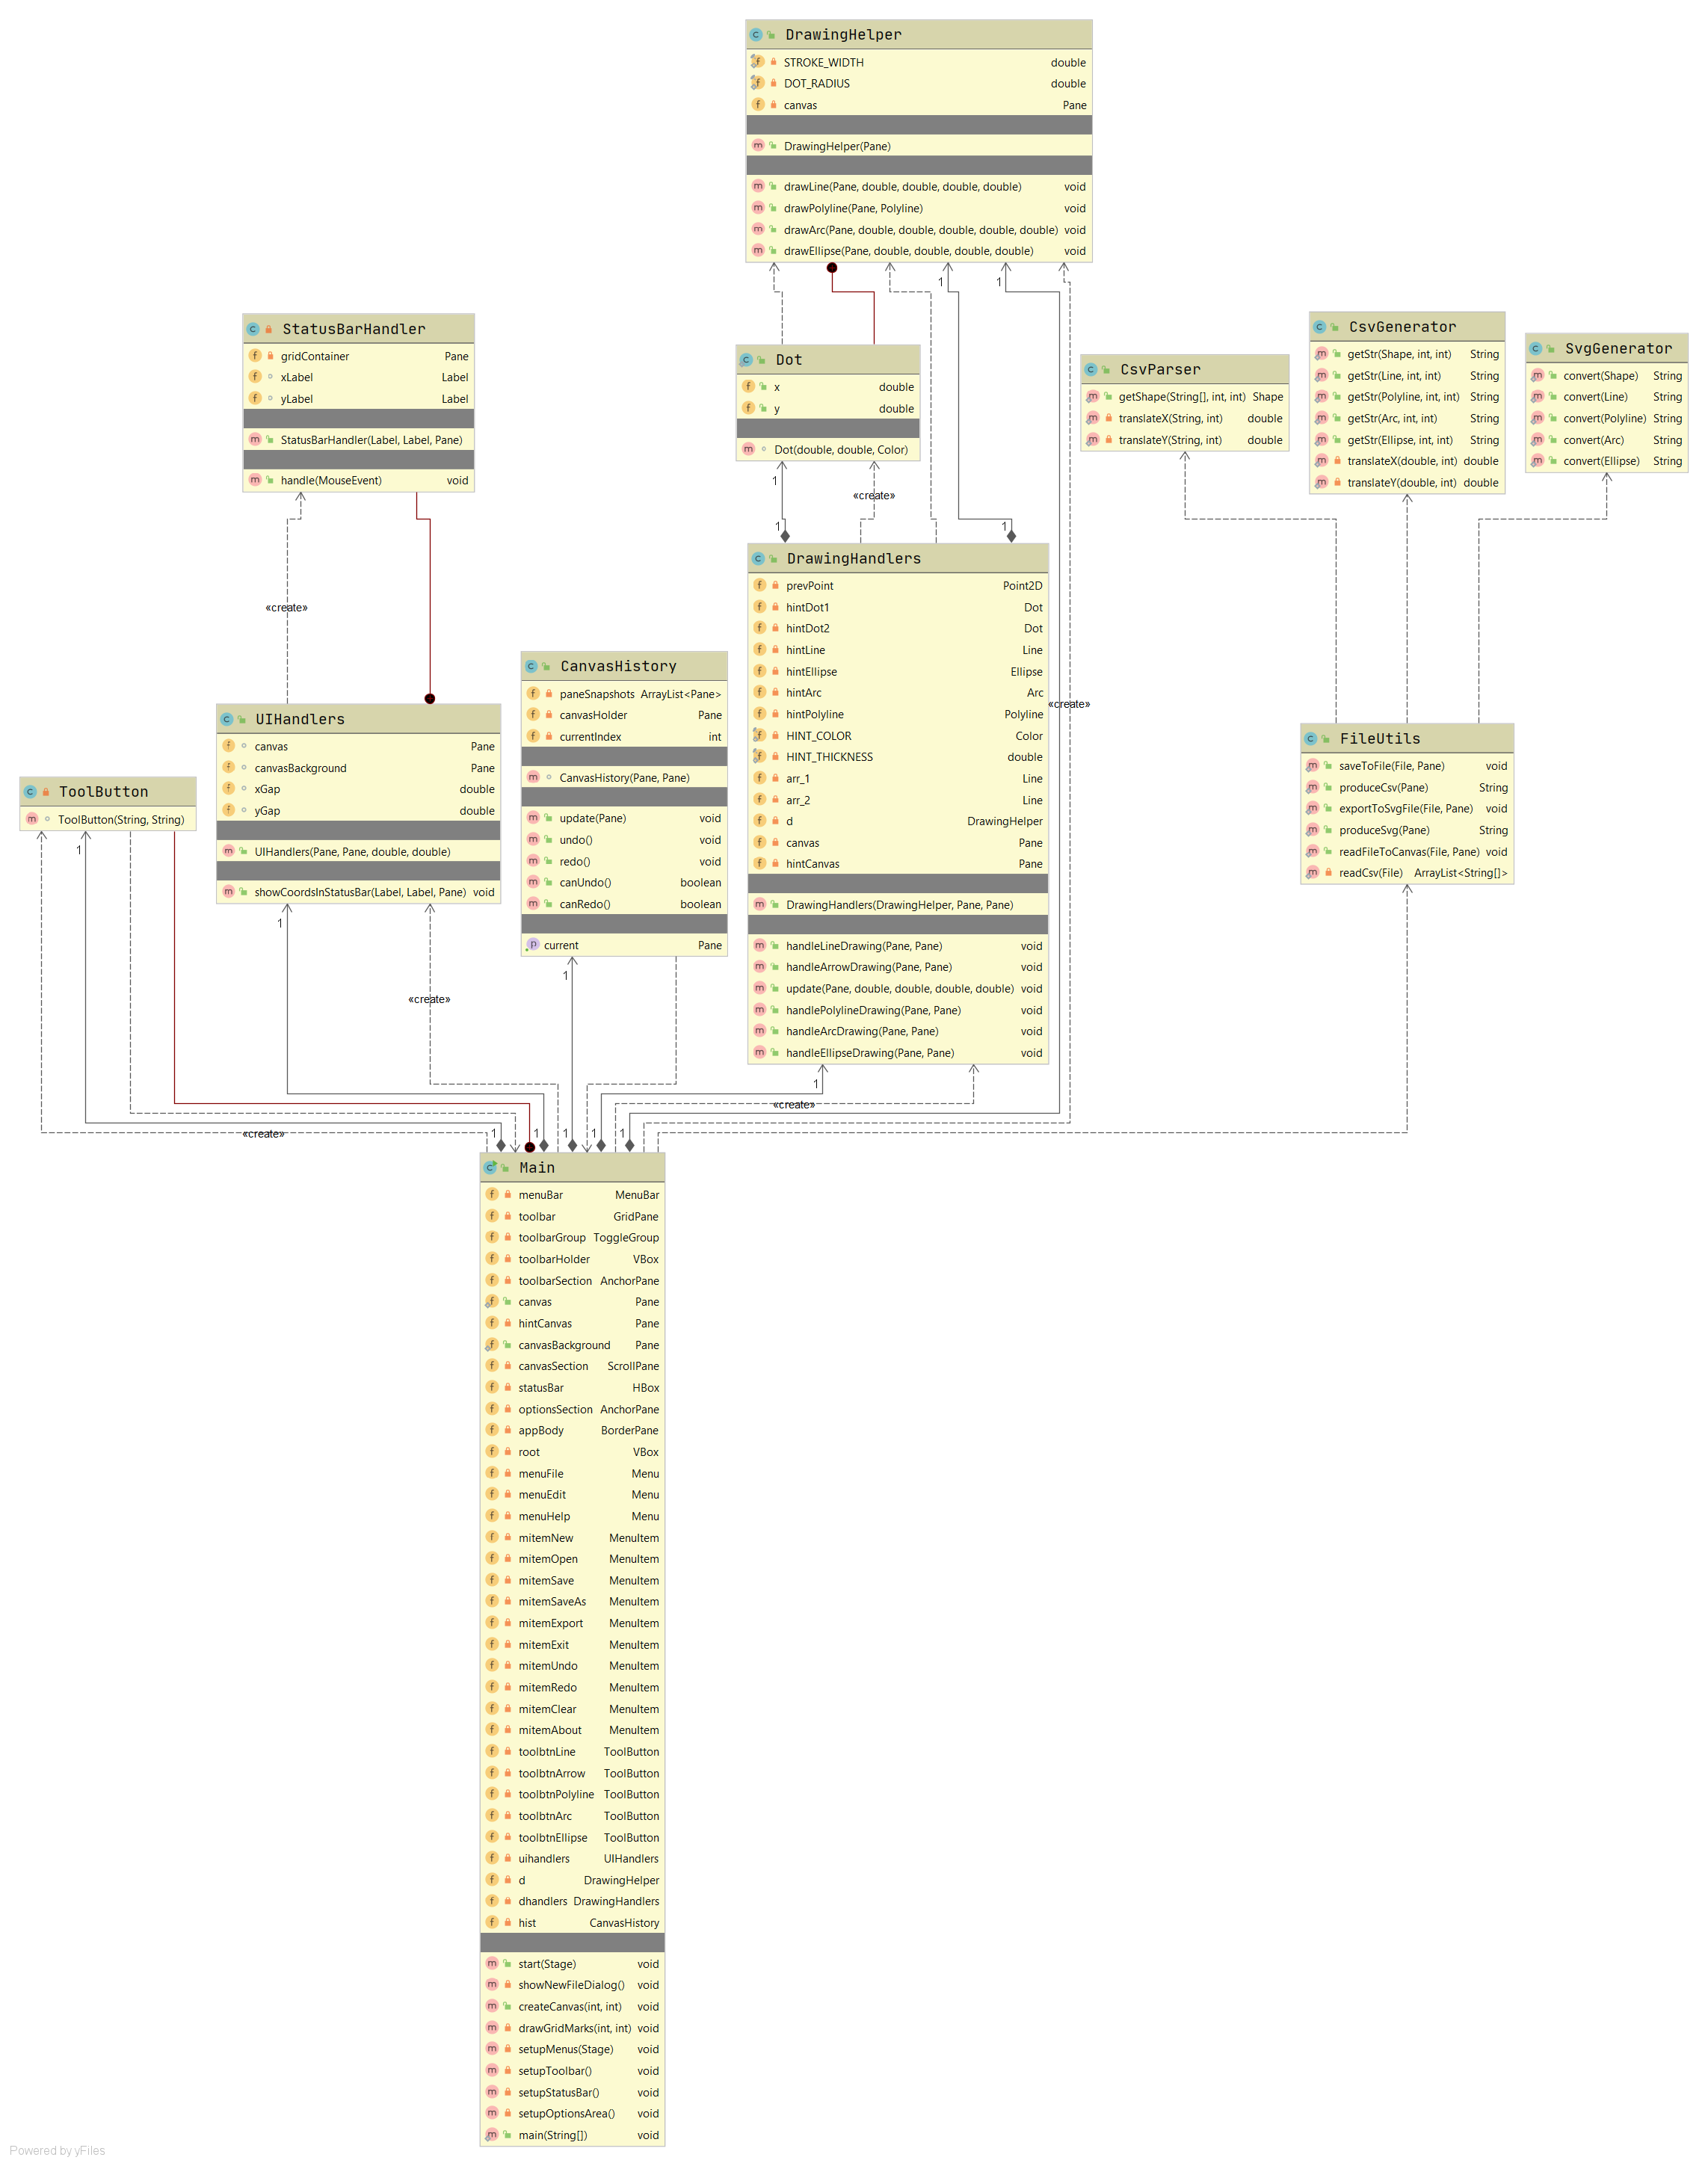 DrawingHelper
STROKE_WIDTH double
DOT_RADIUS double
canvas Pane
DrawingHelper(Pane)
drawLine(Pane, double, double, double, double) void
drawPolyline(Pane, Polyline) void
drawArc(Pane, double, double, double, double, double) void
drawEllipse(Pane, double, double, double, double) void
1
1
StatusBarHandler
gridContainer Pane
xLabel Label
yLabel Label
StatusBarHandler(Label, Label, Pane)
handle(MouseEvent) void
Dot
x double
y double
Dot(double, double, Color)
CsvParser
getShape(String[], int, int) Shape
translateX(String, int) double
translateY(String, int) double
CsvGenerator
getStr(Shape, int, int) String
getStr(Line, int, int) String
getStr(Polyline, int, int) String
getStr(Arc, int, int) String
getStr(Ellipse, int, int) String
translateX(double, int) double
translateY(double, int) double
SvgGenerator
convert(Shape) String
convert(Line) String
convert(Polyline) String
convert(Arc) String
convert(Ellipse) String
1
«create»
1
1
«create»
DrawingHandlers
prevPoint Point2D
hintDot1 Dot
hintDot2 Dot
hintLine Line
hintEllipse Ellipse
hintArc Arc
hintPolyline Polyline
HINT_COLOR Color
HINT_THICKNESS double
arr_1 Line
arr_2 Line
d DrawingHelper
canvas Pane
hintCanvas Pane
DrawingHandlers(DrawingHelper, Pane, Pane)
handleLineDrawing(Pane, Pane) void
handleArrowDrawing(Pane, Pane) void
update(Pane, double, double, double, double) void
handlePolylineDrawing(Pane, Pane) void
handleArcDrawing(Pane, Pane) void
handleEllipseDrawing(Pane, Pane) void
«create»
CanvasHistory
paneSnapshots ArrayList<Pane>
canvasHolder Pane
currentIndex int
CanvasHistory(Pane, Pane)
update(Pane) void
undo() void
redo() void
canUndo() boolean
canRedo() boolean
current Pane
UIHandlers
canvas Pane
canvasBackground Pane
xGap double
yGap double
UIHandlers(Pane, Pane, double, double)
showCoordsInStatusBar(Label, Label, Pane) void
FileUtils
saveToFile(File, Pane) void
produceCsv(Pane) String
exportToSvgFile(File, Pane) void
produceSvg(Pane) String
readFileToCanvas(File, Pane) void
readCsv(File) ArrayList<String[]>
ToolButton
ToolButton(String, String)
1
1
«create»
1
1
«create»
«create»
1
1
1
1
Main
menuBar MenuBar
toolbar GridPane
toolbarGroup ToggleGroup
toolbarHolder VBox
toolbarSection AnchorPane
canvas Pane
hintCanvas Pane
canvasBackground Pane
canvasSection ScrollPane
statusBar HBox
optionsSection AnchorPane
appBody BorderPane
root VBox
menuFile Menu
menuEdit Menu
menuHelp Menu
mitemNew MenuItem
mitemOpen MenuItem
mitemSave MenuItem
mitemSaveAs MenuItem
mitemExport MenuItem
mitemExit MenuItem
mitemUndo MenuItem
mitemRedo MenuItem
mitemClear MenuItem
mitemAbout MenuItem
toolbtnLine ToolButton
toolbtnArrow ToolButton
toolbtnPolyline ToolButton
toolbtnArc ToolButton
toolbtnEllipse ToolButton
uihandlers UIHandlers
d DrawingHelper
dhandlers DrawingHandlers
hist CanvasHistory
start(Stage) void
showNewFileDialog() void
createCanvas(int, int) void
drawGridMarks(int, int) void
setupMenus(Stage) void
setupToolbar() void
setupStatusBar() void
setupOptionsArea() void
main(String[]) void
Powered by yFiles